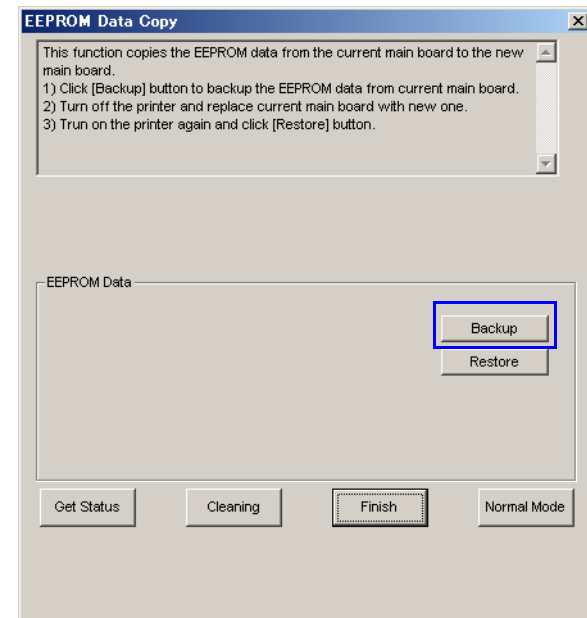 EEPROM Data Copy
This function copies the EEPROM data from the current main board to the new
main board.
1) Click [Backup] button to backup the EEPROM data from current main board.
2) Turn off the printer and replace current main board with new one.
3) Trun on the printer again and click [Restore] button.
EEPROM Data
Backup
Restore
Get Status
Cleaning
Finish
Normal Mode